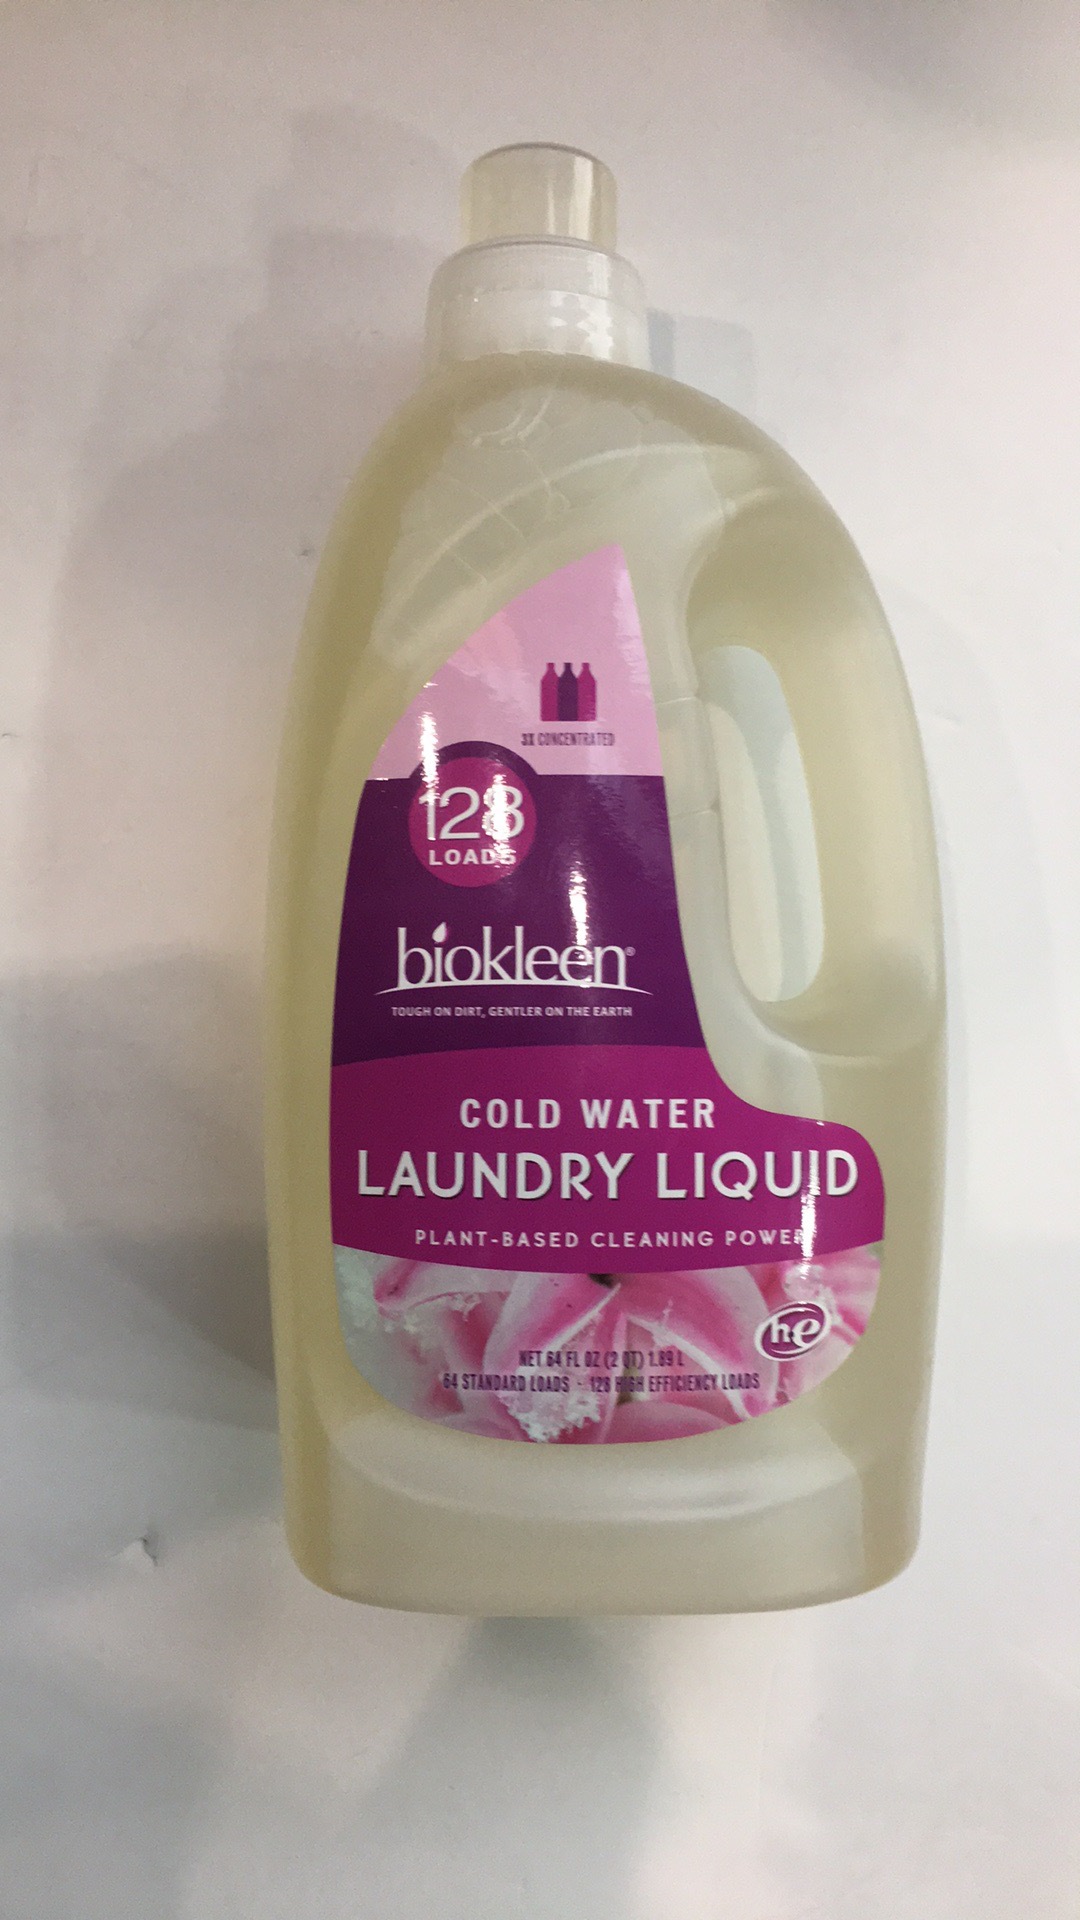 3X CONCENTRATED
128
LOADS
biokleen®
TOUGH ON DIRT, GENTLER ON THE EARTH
COLD WATER
LAUNDRY LIQUID
PLANT-BASED CLEANING POWER
he
NET 64 FL OZ (2 QT) 1.89 L
64 STANDARD LOADS - 128 HIGH EFFICIENCY LOADS